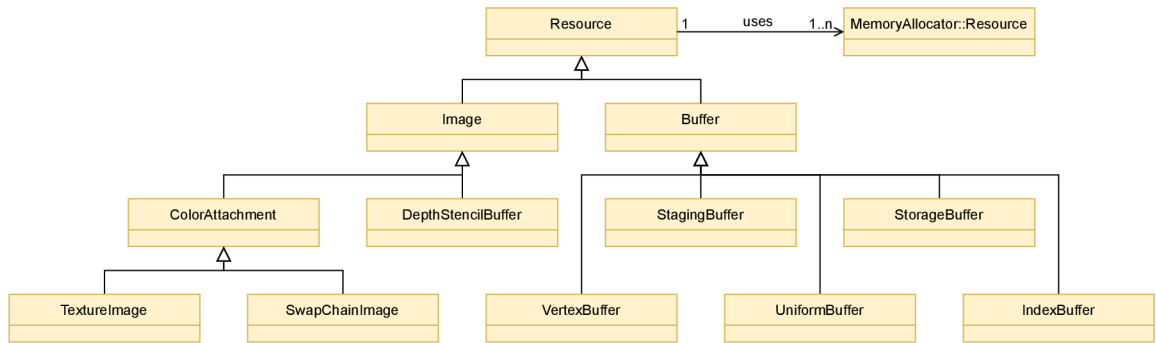 Resource
1
uses
1..n
MemoryAllocator::Resource
Image
Buffer
ColorAttachment
DepthStencilBuffer
StagingBuffer
StorageBuffer
TextureImage
SwapChainImage
VertexBuffer
UniformBuffer
IndexBuffer